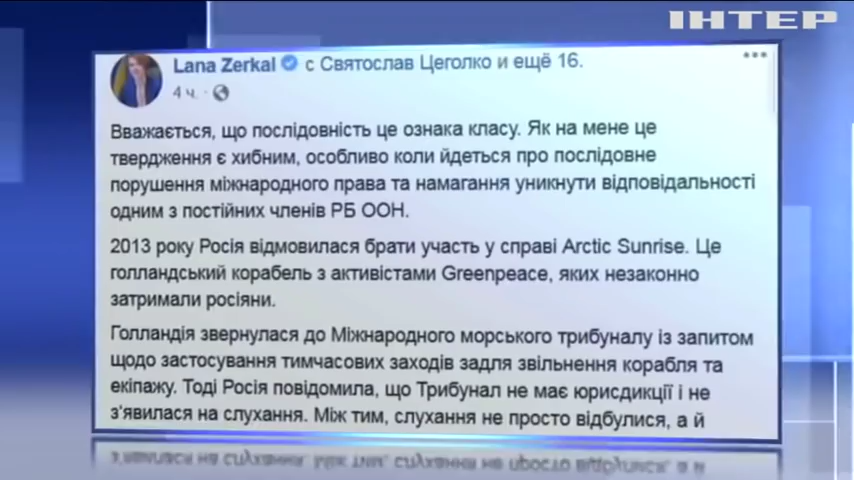 ІНТЕР
Lana Zerkal с Святослав Цеголко и ещё 16.
4 ч. ·
Вважається, що послідовність це ознака класу. Як на мене це
твердження є хибним, особливо коли йдеться про послідовне
порушення міжнародного права та намагання уникнути відповідальності
одним з постійних членів РБ ООН.
2013 року Росія відмовилася брати участь у справі Arctic Sunrise. Це
голландський корабель з активістами Greenpeace, яких незаконно
затримали росіяни.
Голландія звернулася до Міжнародного морського трибуналу із запитом
щодо застосування тимчасових заходів задля звільнення корабля та
екіпажу. Тоді Росія повідомила, що Трибунал не має юрисдикції і не
з'явилася на слухання. Між тим, слухання не просто відбулися, а й